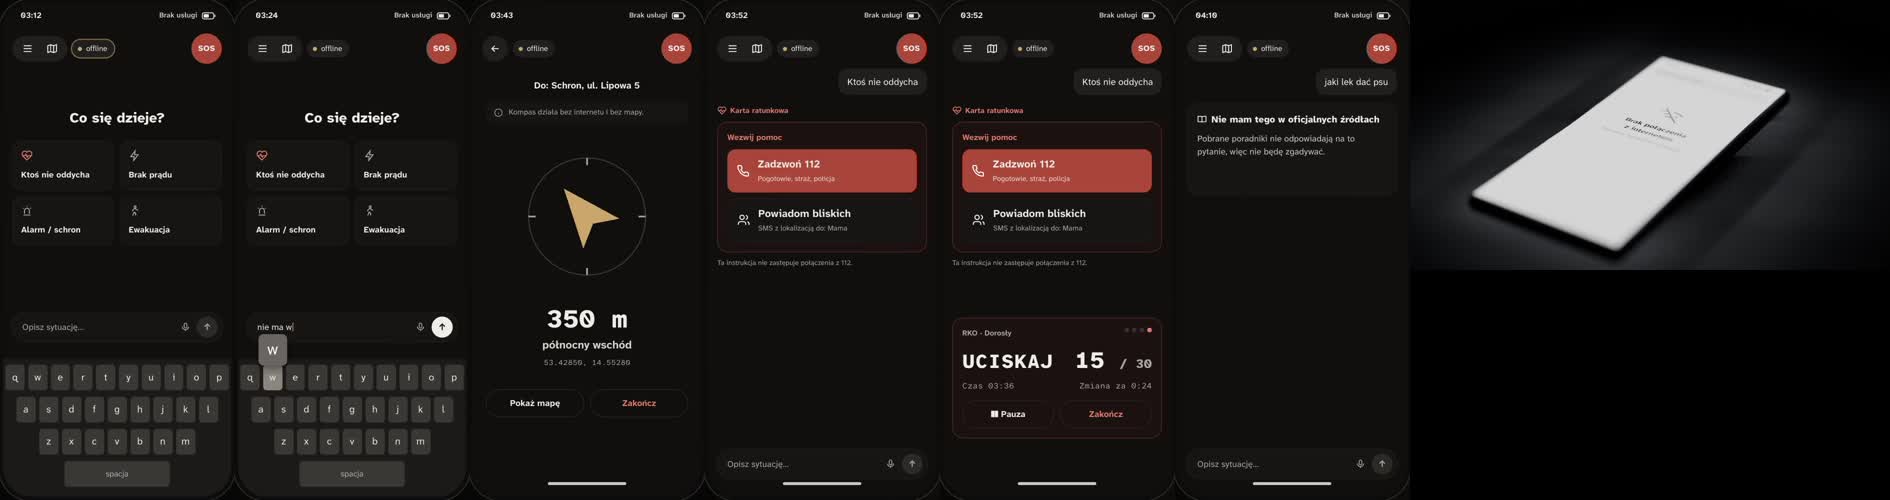 03:12
Brak usługi
offline
SOS
Co się dzieje?
Ktoś nie oddycha
Brak prądu
Alarm / schron
Ewakuacja
Opisz sytuację...
q w e r t y u i o p
a s d f g h j k l
z x c v b n m
spacja
03:24
Brak usługi
offline
SOS
Co się dzieje?
Ktoś nie oddycha
Brak prądu
Alarm / schron
Ewakuacja
nie ma w
W
q w e r t y u i o p
a s d f g h j k l
z x c v b n m
spacja
03:43
Brak usługi
offline
SOS
Do: Schron, ul. Lipowa 5
Kompas działa bez internetu i bez mapy.
350 m
północny wschód
53.42850, 14.55280
Pokaż mapę
Zakończ
03:52
Brak usługi
offline
SOS
Ktoś nie oddycha
Karta ratunkowa
Wezwij pomoc
Zadzwoń 112
Pogotowie, straż, policja
Powiadom bliskich
SMS z lokalizacją do: Mama
Ta instrukcja nie zastępuje połączenia z 112.
Opisz sytuację...
03:52
Brak usługi
offline
SOS
Ktoś nie oddycha
Karta ratunkowa
Wezwij pomoc
Zadzwoń 112
Pogotowie, straż, policja
Powiadom bliskich
SMS z lokalizacją do: Mama
Ta instrukcja nie zastępuje połączenia z 112.
RKO - Dorosły
UCISKAJ 15 / 30
Czas 03:36
Zmiana za 0:24
Pauza
Zakończ
Opisz sytuację...
04:10
Brak usługi
offline
SOS
jaki lek dać psu
Nie mam tego w oficjalnych źródłach
Pobrane poradniki nie odpowiadają na to
pytanie, więc nie będę zgadywać.
Opisz sytuację...
Brak połączenia
z internetem